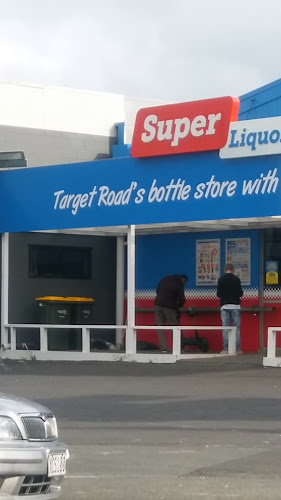 Super
Liquo
Target Road's bottle store with